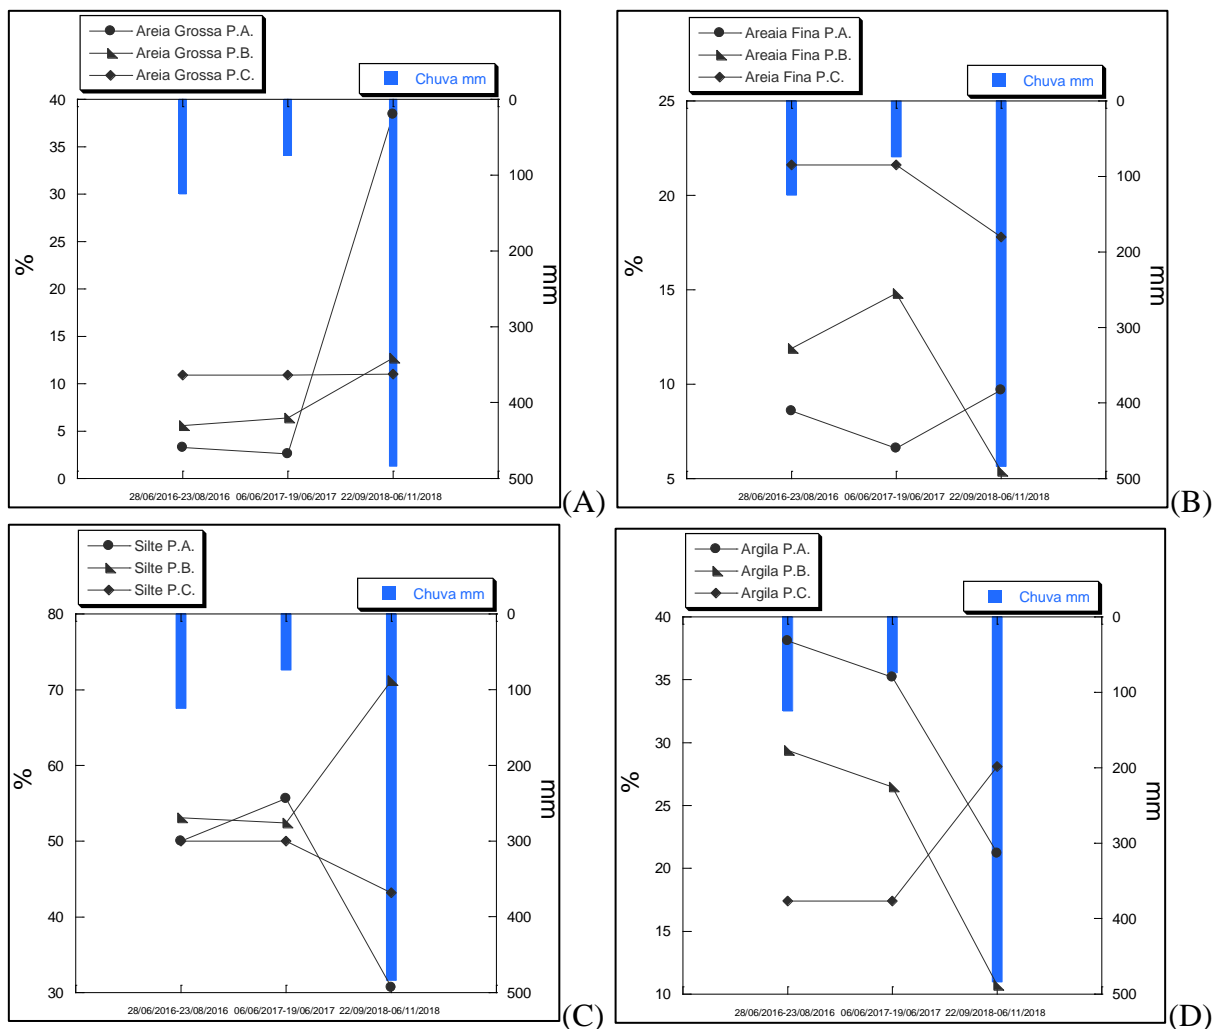 Areia Grossa P.A.
Areia Grossa P.B.
Areia Grossa P.C.
Chuva mm
40
35
30
25
20
15
10
5
0
%
0
100
200
300
400
500
mm
28/06/2016-23/08/2016 06/06/2017-19/06/2017 22/09/2018-06/11/2018
(A)
Areaia Fina P.A.
Areaia Fina P.B.
Areaia Fina P.C.
Chuva mm
25
20
15
10
5
%
0
100
200
300
400
500
mm
28/06/2016-23/08/2016 06/06/2017-19/06/2017 22/09/2018-06/11/2018
(B)
Silte P.A.
Silte P.B.
Silte P.C.
Chuva mm
80
70
60
50
40
30
%
0
100
200
300
400
500
mm
28/06/2016-23/08/2016 06/06/2017-19/06/2017 22/09/2018-06/11/2018
(C)
Argila P.A.
Argila P.B.
Argila P.C.
Chuva mm
40
35
30
25
20
15
10
%
0
100
200
300
400
500
mm
28/06/2016-23/08/2016 06/06/2017-19/06/2017 22/09/2018-06/11/2018
(D)